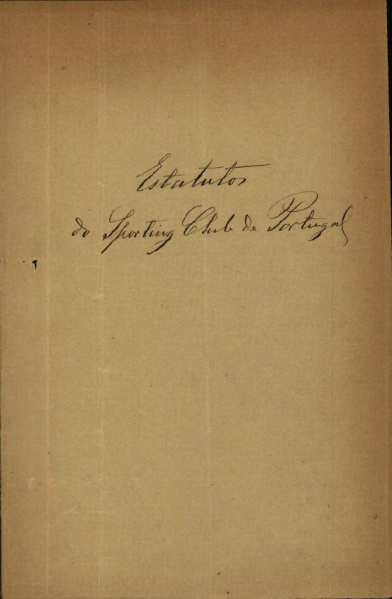 Estatutos
do Sporting Club de Portugal